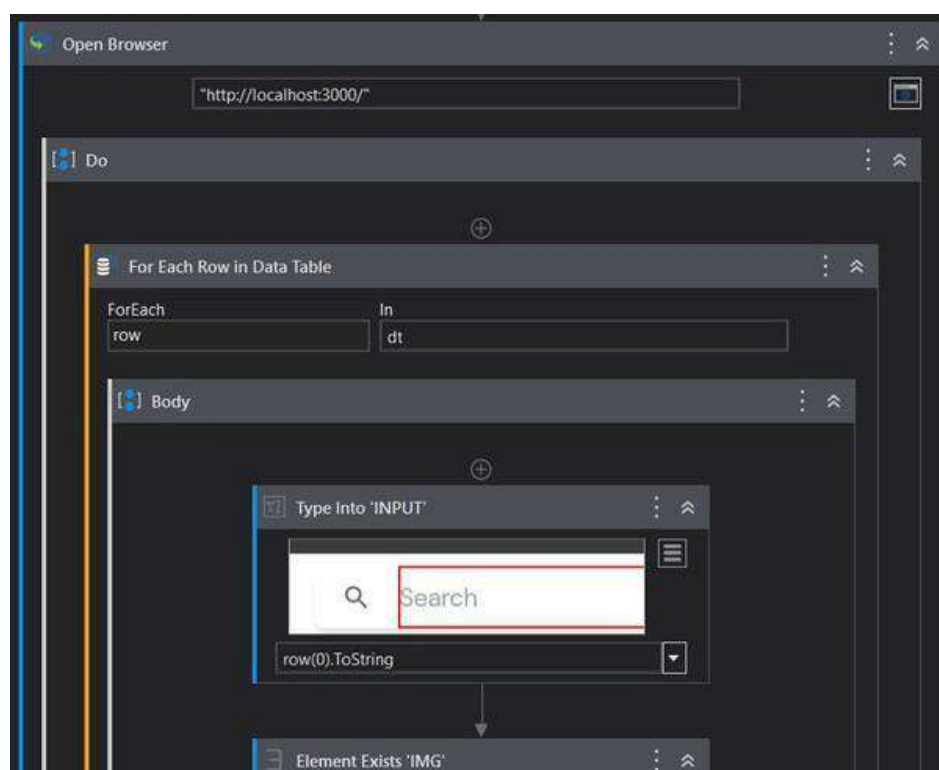 Open Browser
"http://localhost:3000/"
Do
For Each Row in Data Table
ForEach In
row dt
Body
Type Into 'INPUT'
Search
row(0).ToString
Element Exists 'IMG'